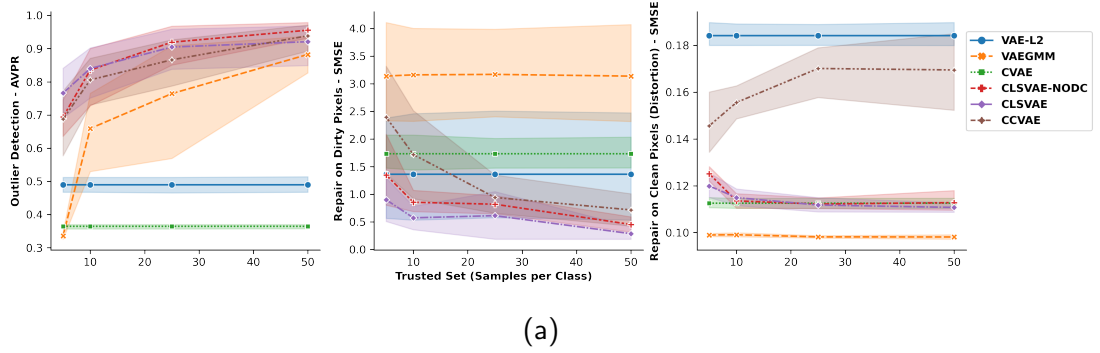 Outlier Detection - AVPR
1.0
0.9
0.8
0.7
0.6
0.5
0.4
0.3
10 20 30 40 50
Repair on Dirty Pixels - SMSE
4.0
3.5
3.0
2.5
2.0
1.5
1.0
0.5
0.0
10 20 30 40 50
Trusted Set (Samples per Class)
Repair on Clean Pixels (Distortion) - SMSE
0.18
0.16
0.14
0.12
0.10
10 20 30 40 50
VAE-L2
VAEGMM
CVAE
CLSVAE-NODC
CLSVAE
CCVAE
(a)